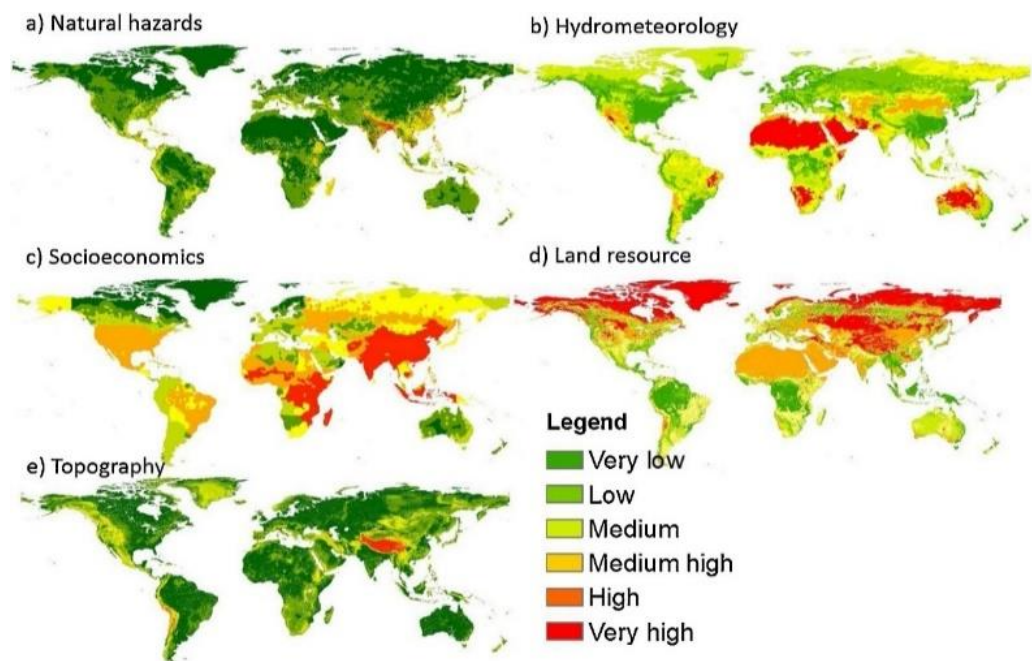 a) Natural hazards
b) Hydrometeorology
c) Socioeconomics
d) Land resource
e) Topography
Legend
Very low
Low
Medium
Medium high
High
Very high